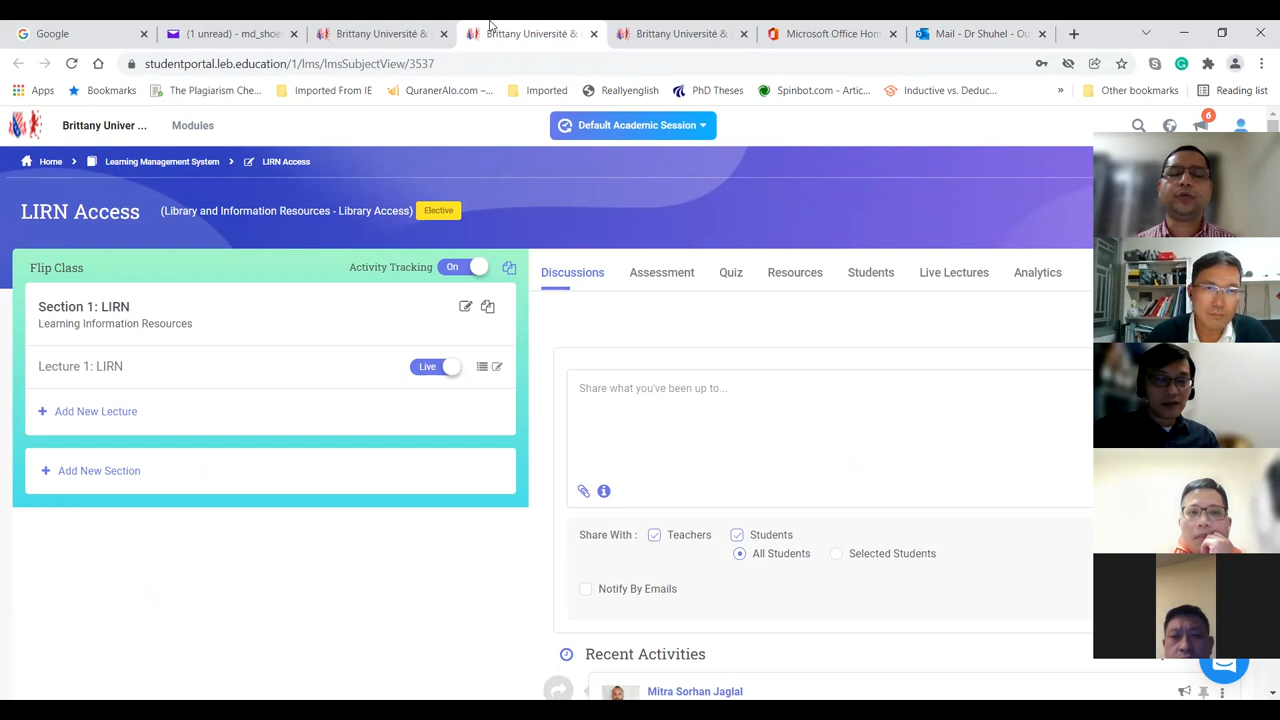 Google
(1 unread) - md_shoe
Brittany Université &
Brittany Université &
Brittany Université &
Microsoft Office Hom
Mail - Dr Shuhel - Ou
studentportal.leb.education/1/lms/lmsSubjectView/3537
Apps
Bookmarks
The Plagiarism Che...
Imported From IE
QuranerAlo.com –...
Imported
Reallyenglish
PhD Theses
Spinbot.com - Artic...
Inductive vs. Deduc...
»
Other bookmarks
Reading list
Brittany Univer ...
Modules
Default Academic Session
6
Home
Learning Management System
LIRN Access
LIRN Access
(Library and Information Resources - Library Access)
Elective
Flip Class
Activity Tracking
On
Discussions
Assessment
Quiz
Resources
Students
Live Lectures
Analytics
Section 1: LIRN
Learning Information Resources
Lecture 1: LIRN
Live
+ Add New Lecture
+ Add New Section
Share what you've been up to...
Share With :
Teachers
Students
All Students
Selected Students
Notify By Emails
Recent Activities
Mitra Sorhan Jaglal